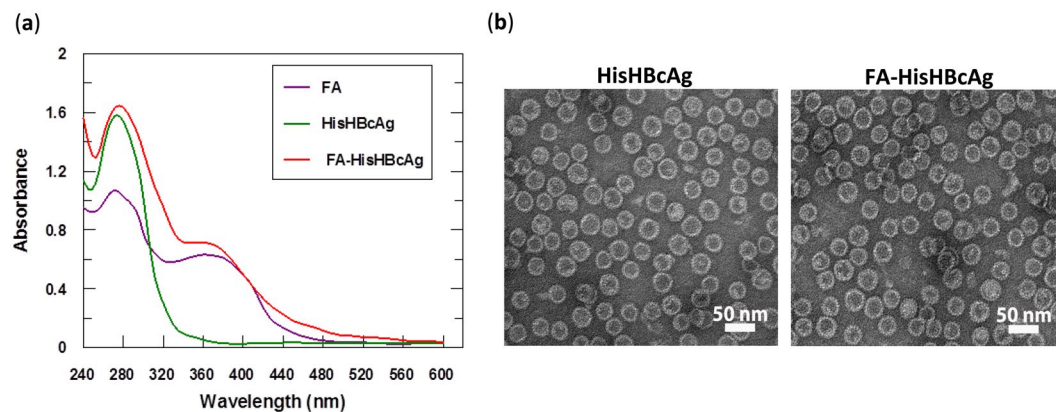 (a)
2
1.6
1.2
0.8
0.4
0
Absorbance
FA
HisHBcAg
FA-HisHBcAg
240 280 320 360 400 440 480 520 560 600
Wavelength (nm)
(b)
HisHBcAg
FA-HisHBcAg
50 nm
50 nm